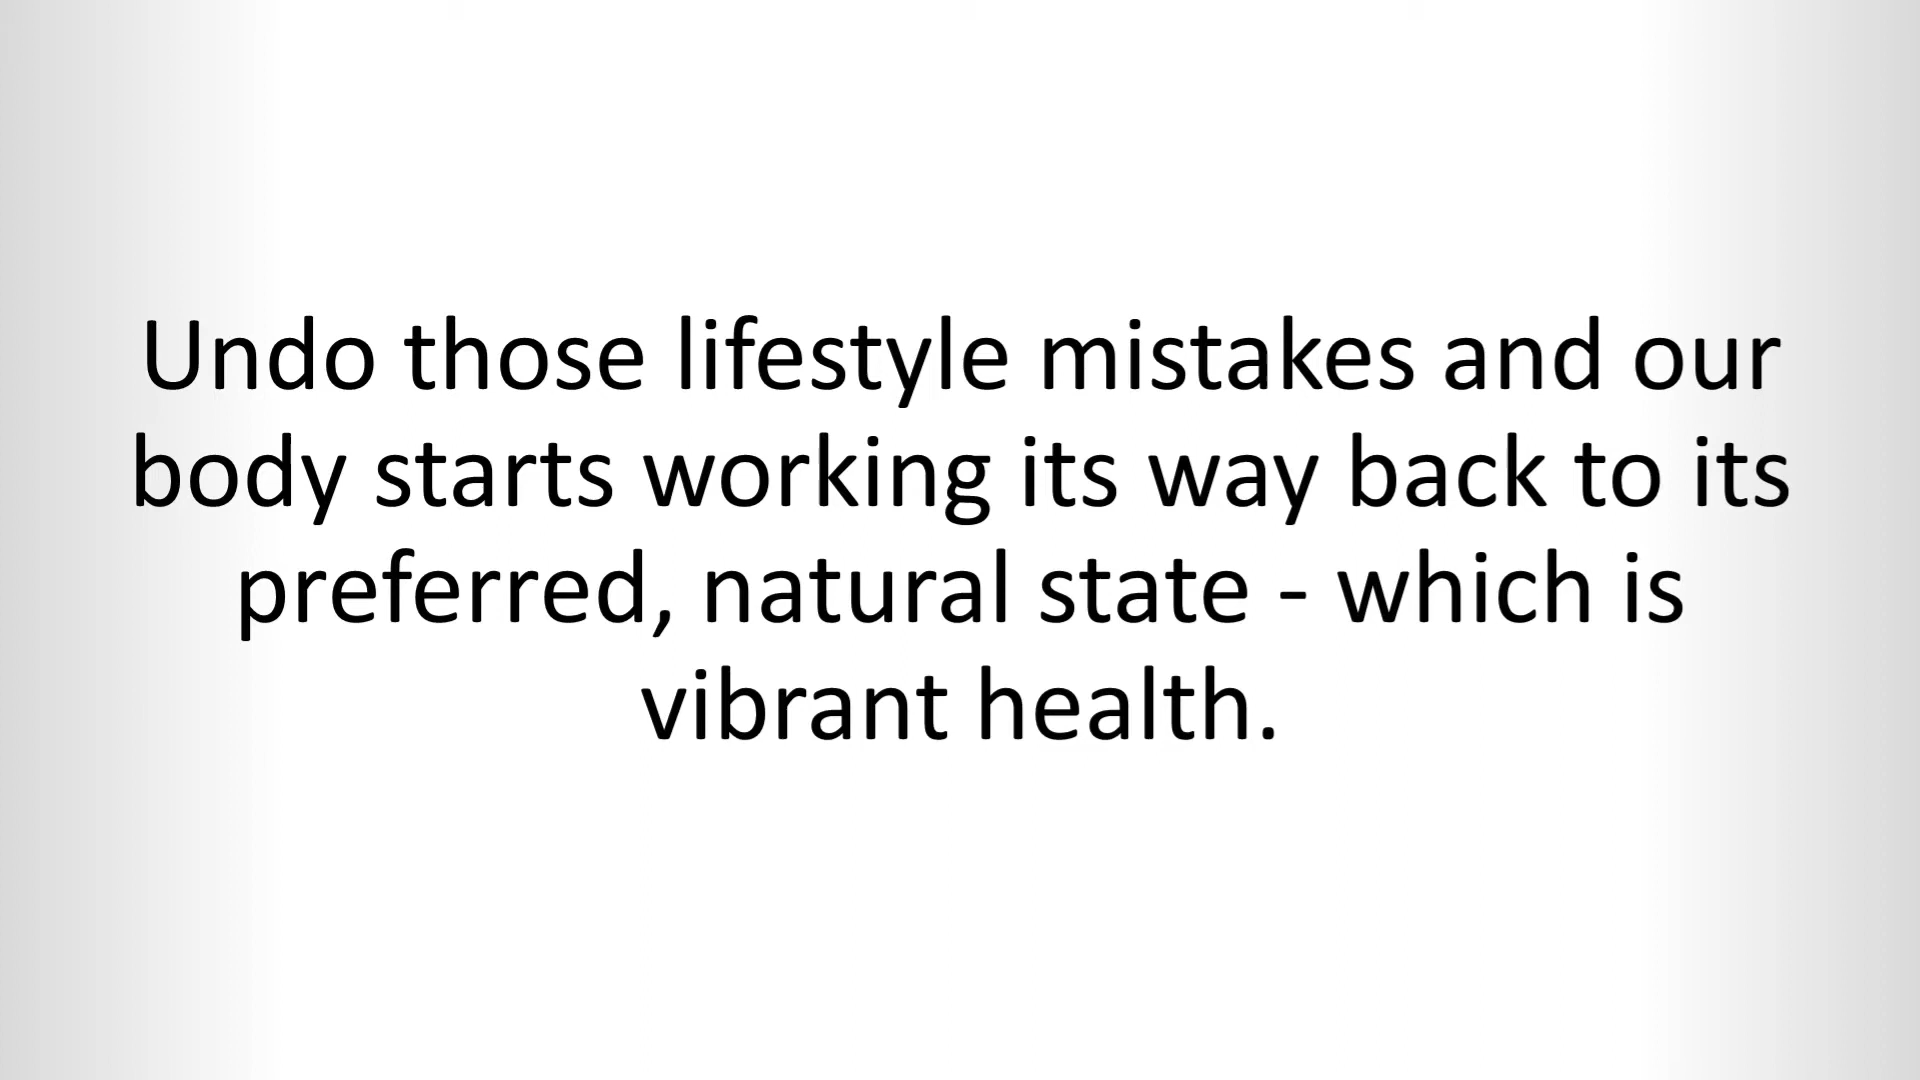 Undo those lifestyle mistakes and our
body starts working its way back to its
preferred, natural state - which is
vibrant health.